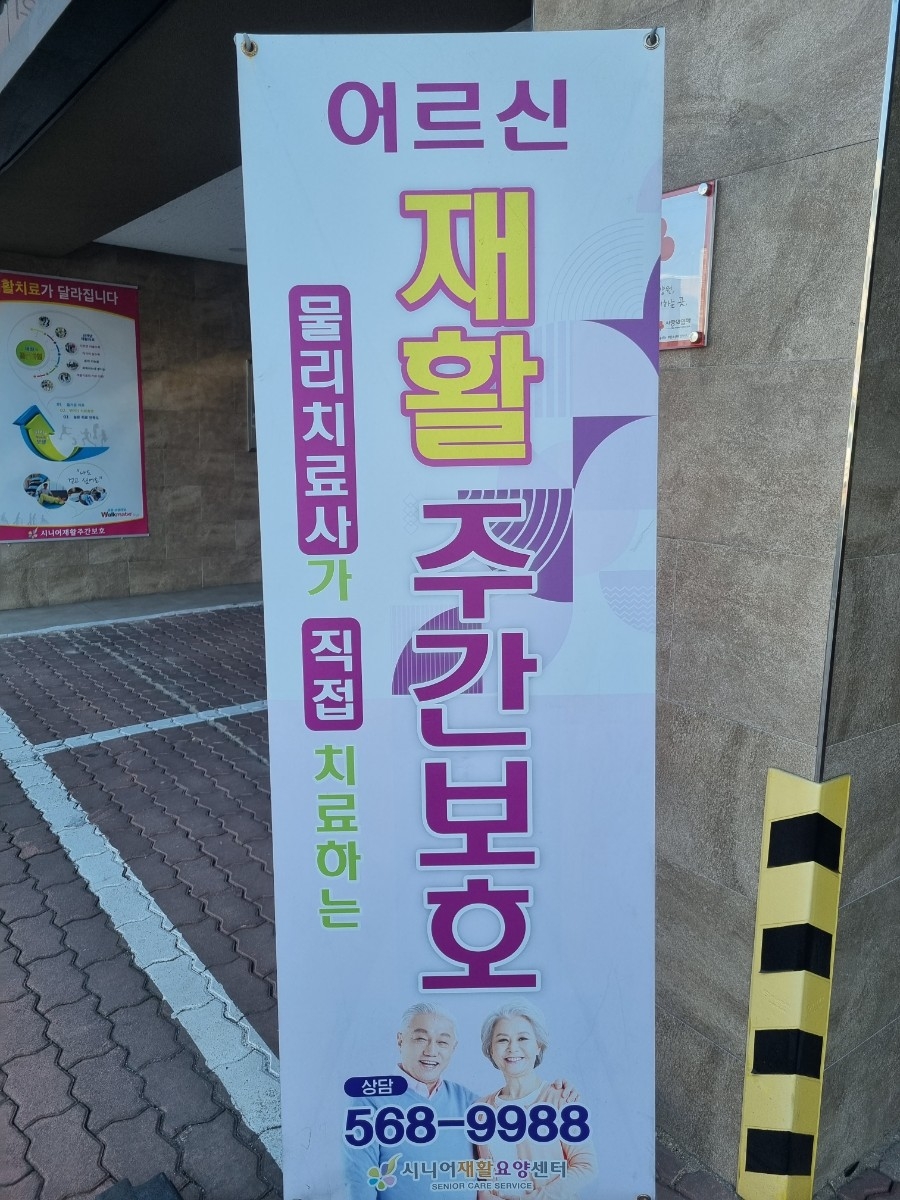 어르신
재활 주간보호
물리치료사가 직접 치료하는
상담
568-9988
시니어재활요양센터
SENIOR CARE SERVICE
활치료가 달라집니다
시니어재활주간보호